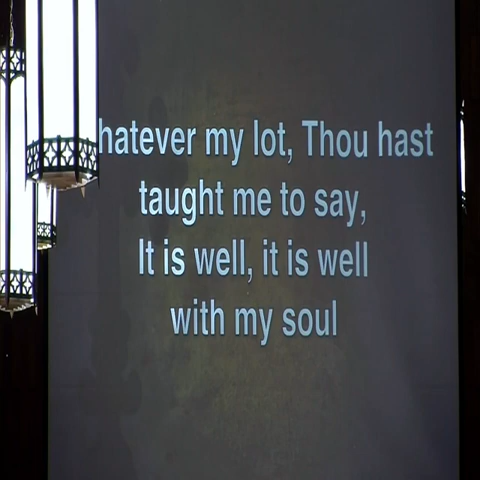 hatever my lot, Thou hast
taught me to say,
It is well, it is well
with my soul